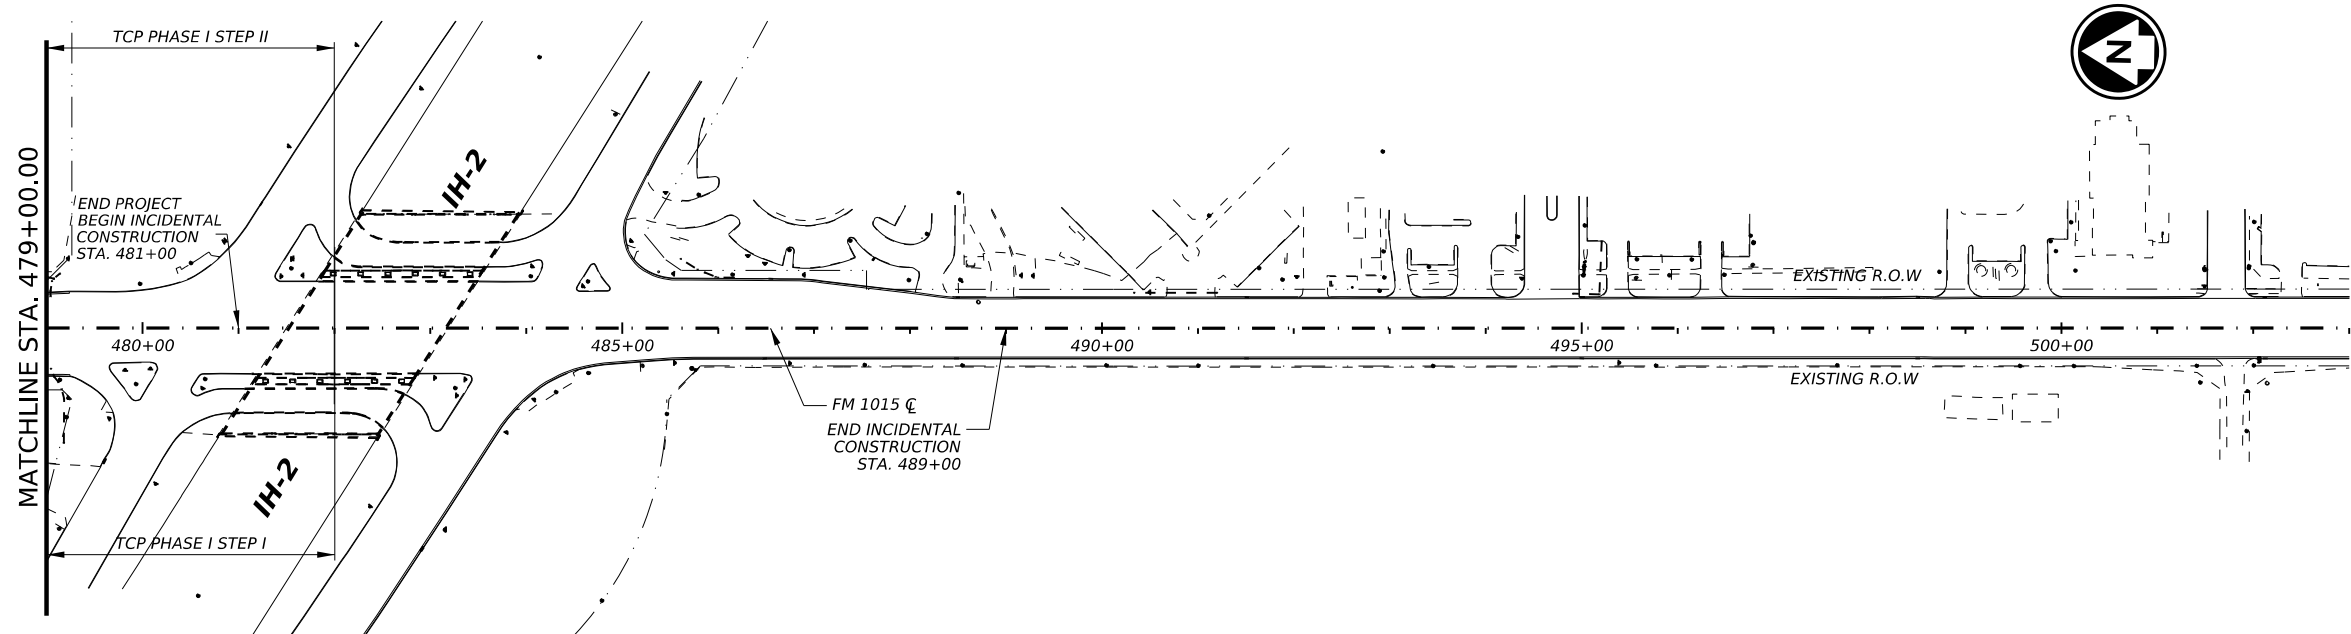 TCP PHASE I STEP II
N
MATCHLINE STA. 479+00.00
IH-2
END PROJECT
BEGIN INCIDENTAL
CONSTRUCTION
STA. 481+00
EXISTING R.O.W
480+00
485+00
490+00
495+00
500+00
EXISTING R.O.W
FM 1015 ℄
END INCIDENTAL
CONSTRUCTION
STA. 489+00
IH-2
TCP PHASE I STEP I